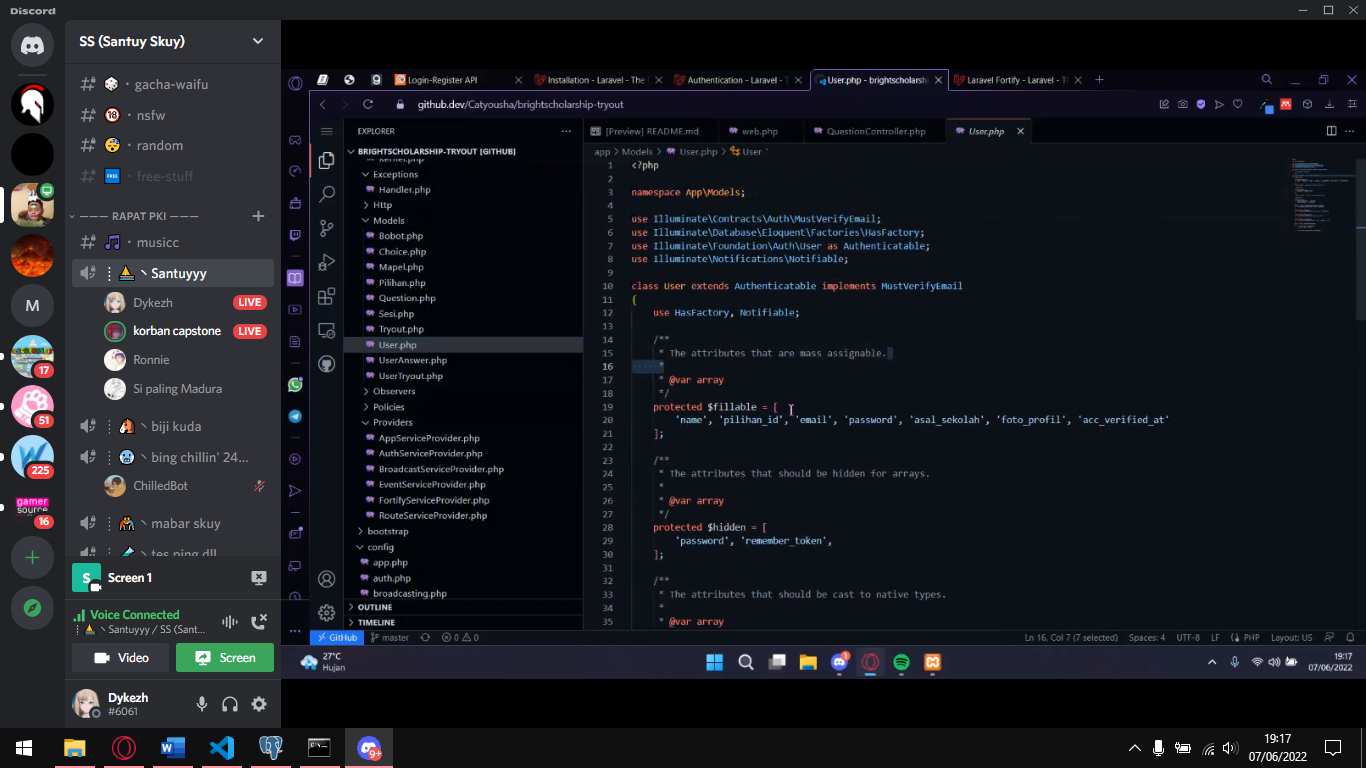 Discord
SS (Santuy Skuy)
gacha-waifu
nsfw
random
free-stuff
——— RAPAT PKI ———
musicc
Santuyyy
Dykezh LIVE
korban capstone LIVE
Ronnie
Si paling Madura
biji kuda
bing chillin' 24...
ChilledBot
mabar skuy
tes ping dll
M
17
51
225
gamer
source
16
S
Screen 1
Voice Connected
Santuyyy / SS (Sant...
Video
Screen
Dykezh
#6061
Login-Register API
Installation - Laravel - The
Authentication - Laravel - T
User.php - brightscholarsh
Laravel Fortify - Laravel - T
github.dev/Catyousha/brightscholarship-tryout
EXPLORER
BRIGHTSCHOLARSHIP-TRYOUT [GITHUB]
Kernel.php
Exceptions
Handler.php
Http
Models
Bobot.php
Choice.php
Mapel.php
Pilihan.php
Question.php
Sesi.php
Tryout.php
User.php
UserAnswer.php
UserTryout.php
Observers
Policies
Providers
AppServiceProvider.php
AuthServiceProvider.php
BroadcastServiceProvider.php
EventServiceProvider.php
FortifyServiceProvider.php
RouteServiceProvider.php
bootstrap
config
app.php
auth.php
broadcasting.php
OUTLINE
TIMELINE
[Preview] README.md
web.php
QuestionController.php
User.php
app > Models > User.php > User
1 <?php
2
3 namespace App\Models;
4
5 use Illuminate\Contracts\Auth\MustVerifyEmail;
6 use Illuminate\Database\Eloquent\Factories\HasFactory;
7 use Illuminate\Foundation\Auth\User as Authenticatable;
8 use Illuminate\Notifications\Notifiable;
9
10 class User extends Authenticatable implements MustVerifyEmail
11 {
12 use HasFactory, Notifiable;
13
14 /**
15 * The attributes that are mass assignable.
16 *
17 * @var array
18 */
19 protected $fillable = [
20 'name', 'pilihan_id', 'email', 'password', 'asal_sekolah', 'foto_profil', 'acc_verified_at'
21 ];
22
23 /**
24 * The attributes that should be hidden for arrays.
25 *
26 * @var array
27 */
28 protected $hidden = [
29 'password', 'remember_token',
30 ];
31
32 /**
33 * The attributes that should be cast to native types.
34 *
35 * @var array
GitHub
master
0 0
Ln 16, Col 7 (7 selected)
Spaces: 4
UTF-8
LF
PHP
Layout: US
27°C
Hujan
1
19:17
07/06/2022
9+
19:17
07/06/2022